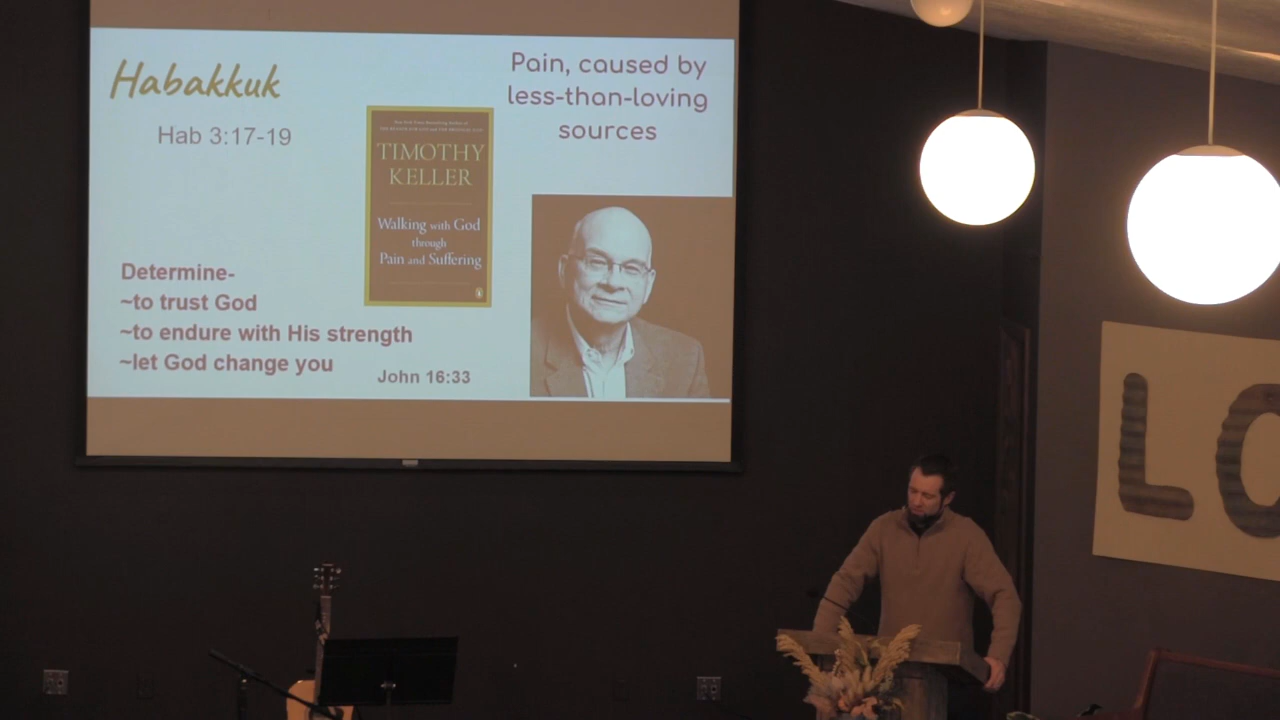 Habakkuk
Hab 3:17-19
Pain, caused by
less-than-loving
sources
TIMOTHY
KELLER
Walking with God
through
Pain and Suffering
Determine-
~to trust God
~to endure with His strength
~let God change you
John 16:33
LO